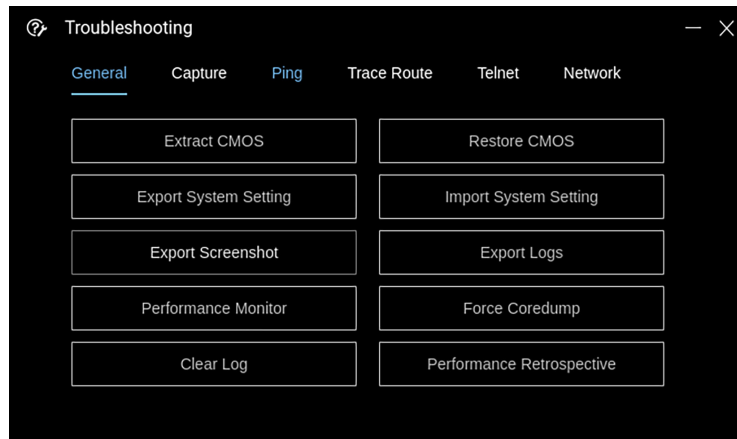 Troubleshooting
General Capture Ping Trace Route Telnet Network
Extract CMOS Restore CMOS
Export System Setting Import System Setting
Export Screenshot Export Logs
Performance Monitor Force Coredump
Clear Log Performance Retrospective